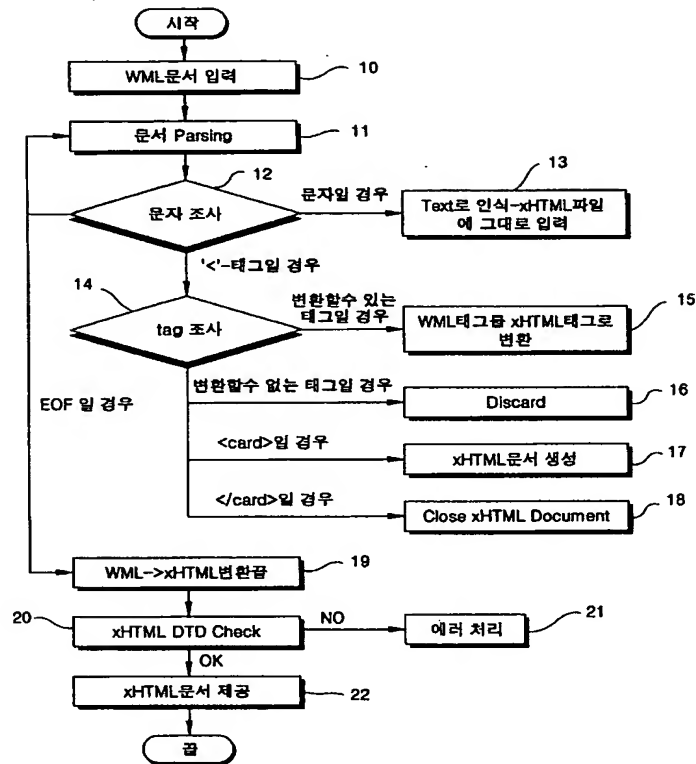 시작
WML문서 입력
10
문서 Parsing
11
12
문자 조사
문자일 경우
13
Text로 인식-xHTML파일
에 그대로 입력
'<'-태그일 경우
14
tag 조사
변환할수 있는
태그일 경우
WML태그를 xHTML태그로
변환
15
EOF 일 경우
변환할수 없는 태그일 경우
Discard
16
<card>일 경우
xHTML문서 생성
17
</card>일 경우
Close xHTML Document
18
WML->xHTML변환끝
19
20
xHTML DTD Check
NO
에러 처리
21
OK
xHTML문서 제공
22
끝